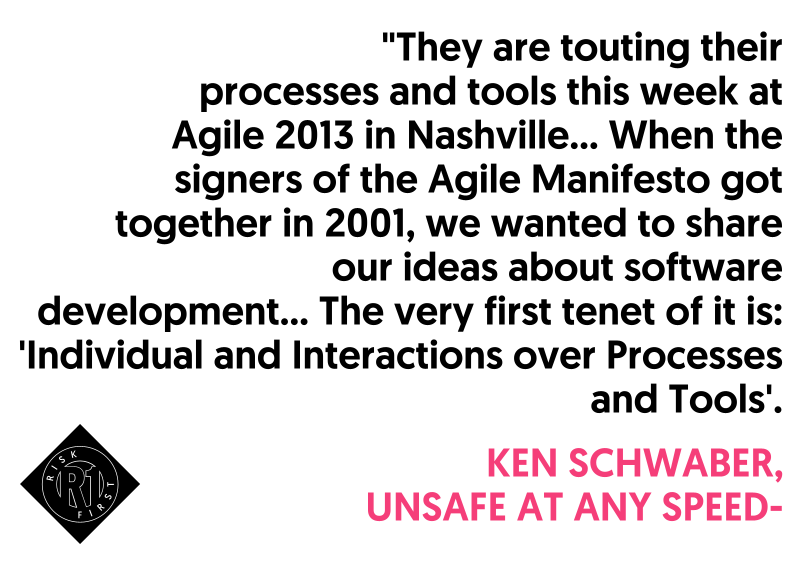 "They are touting their
processes and tools this week at
Agile 2013 in Nashville... When the
signers of the Agile Manifesto got
together in 2001, we wanted to share
our ideas about software
development... The very first tenet of it is:
'Individual and Interactions over Processes
and Tools'.
KEN SCHWABER,
UNSAFE AT ANY SPEED-
RISK
R1
FIRST